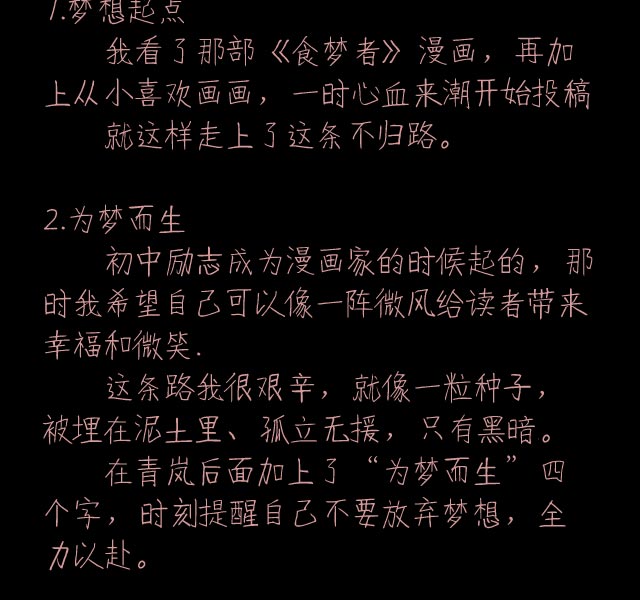 1.梦想起点
我看了那部《食梦者》漫画，再加
上从小喜欢画画，一时心血来潮开始投稿
就这样走上了这条不归路。
2.为梦而生
初中励志成为漫画家的时候起的，那
时我希望自己可以像一阵微风给读者带来
幸福和微笑.
这条路我很艰辛，就像一粒种子，
被埋在泥土里、孤立无援，只有黑暗。
在青岚后面加上了“为梦而生”四
个字，时刻提醒自己不要放弃梦想，全
力以赴。